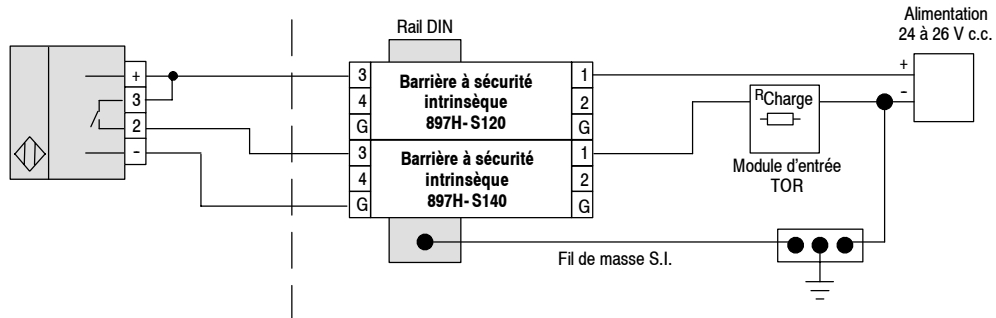 Alimentation
24 à 26 V c.c.
Rail DIN
+
-
+
3
2
-
3
4
G
Barrière à sécurité
intrinsèque
897H- S120
1
2
G
3
4
G
Barrière à sécurité
intrinsèque
897H- S140
1
2
G
RCharge
Module d'entrée
TOR
Fil de masse S.I.